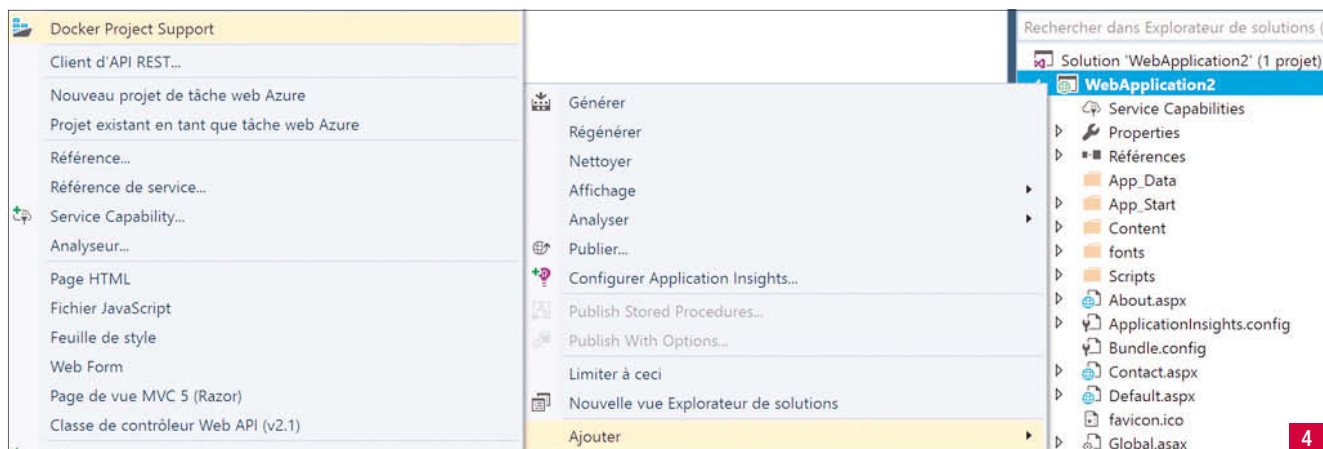 Docker Project Support
Client d'API REST...
Nouveau projet de tâche web Azure
Projet existant en tant que tâche web Azure
Référence...
Référence de service...
Service Capability...
Analyseur...
Page HTML
Fichier JavaScript
Feuille de style
Web Form
Page de vue MVC 5 (Razor)
Classe de contrôleur Web API (v2.1)
Générer
Régénérer
Nettoyer
Affichage
Analyser
Publier...
Configurer Application Insights...
Publish Stored Procedures...
Publish With Options...
Limiter à ceci
Nouvelle vue Explorateur de solutions
Ajouter
Rechercher dans Explorateur de solutions (
Solution 'WebApplication2' (1 projet)
WebApplication2
Service Capabilities
Properties
Références
App_Data
App_Start
Content
fonts
Scripts
About.aspx
ApplicationInsights.config
Bundle.config
Contact.aspx
Default.aspx
favicon.ico
Global.asax
4